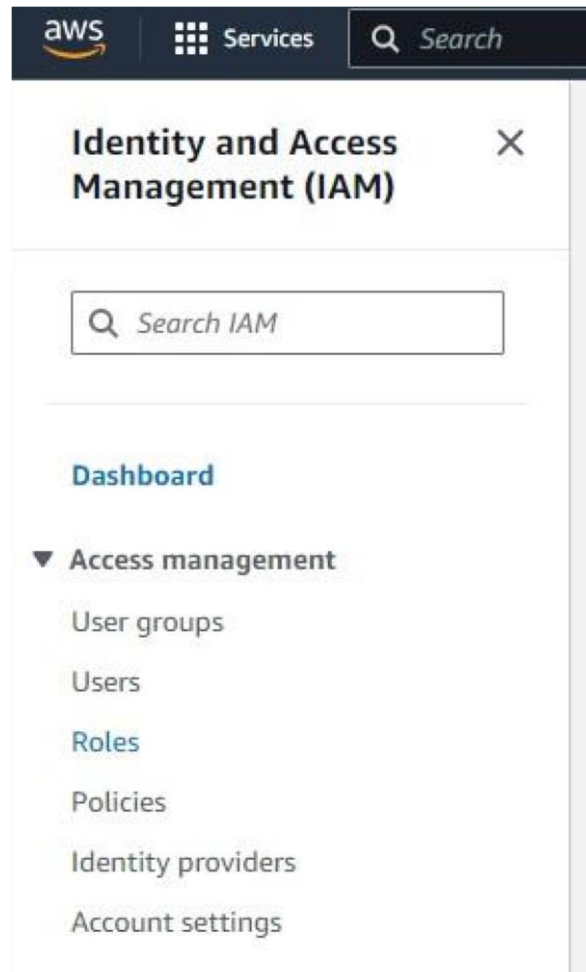 aws Services Search
Identity and Access
Management (IAM)
Search IAM
Dashboard
Access management
User groups
Users
Roles
Policies
Identity providers
Account settings